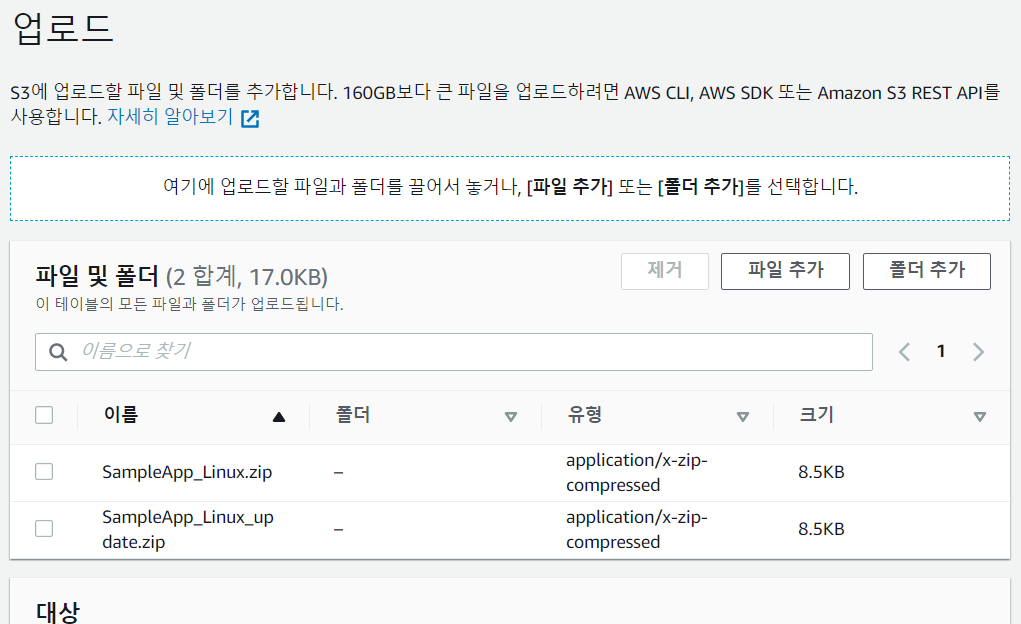 업로드
S3에 업로드할 파일 및 폴더를 추가합니다. 160GB보다 큰 파일을 업로드하려면 AWS CLI, AWS SDK 또는 Amazon S3 REST API를
사용합니다. 자세히 알아보기
여기에 업로드할 파일과 폴더를 끌어서 놓거나, [파일 추가] 또는 [폴더 추가]를 선택합니다.
파일 및 폴더 (2 합계, 17.0KB) 제거 파일 추가 폴더 추가
이 테이블의 모든 파일과 폴더가 업로드됩니다.
이름으로 찾기 1
이름 폴더 유형 크기
SampleApp_Linux.zip – application/x-zip-
compressed 8.5KB
SampleApp_Linux_up
date.zip – application/x-zip-
compressed 8.5KB
대상